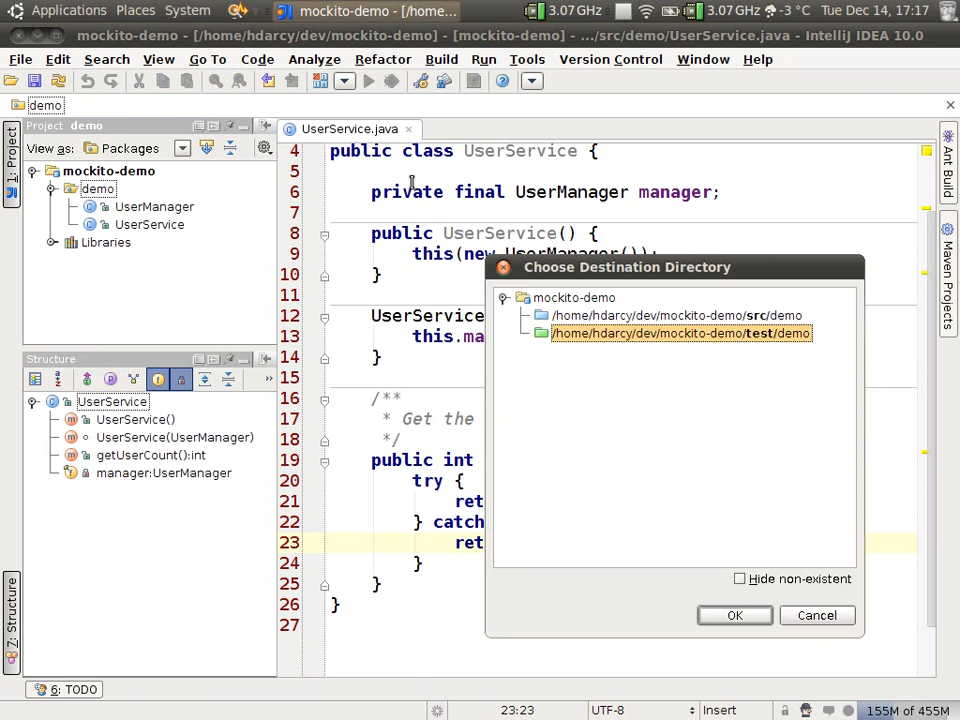 Applications Places System mockito-demo - [/home... 3.07 GHz 3.07 GHz -3 °C Tue Dec 14, 17:17
mockito-demo - [/home/hdarcy/dev/mockito-demo] - [mockito-demo] - .../src/demo/UserService.java - IntelliJ IDEA 10.0
File Edit Search View Go To Code Analyze Refactor Build Run Tools Version Control Window Help
demo
Project demo
View as: Packages
mockito-demo
demo
UserManager
UserService
Libraries
1: Project
Structure
UserService
UserService()
UserService(UserManager)
getUserCount():int
manager:UserManager
7: Structure
UserService.java
4 public class UserService {
5
6 private final UserManager manager;
7
8 public UserService() {
9 this(new UserManager());
10 }
11
12 UserService
13 this.ma
14 }
15
16 /**
17 * Get the
18 */
19 public int
20 try {
21 ret
22 } catch
23 ret
24 }
25 }
26 }
27
Choose Destination Directory
mockito-demo
/home/hdarcy/dev/mockito-demo/src/demo
/home/hdarcy/dev/mockito-demo/test/demo
Hide non-existent
OK Cancel
Ant Build
Maven Projects
6: TODO
23:23 UTF-8 Insert 155M of 455M